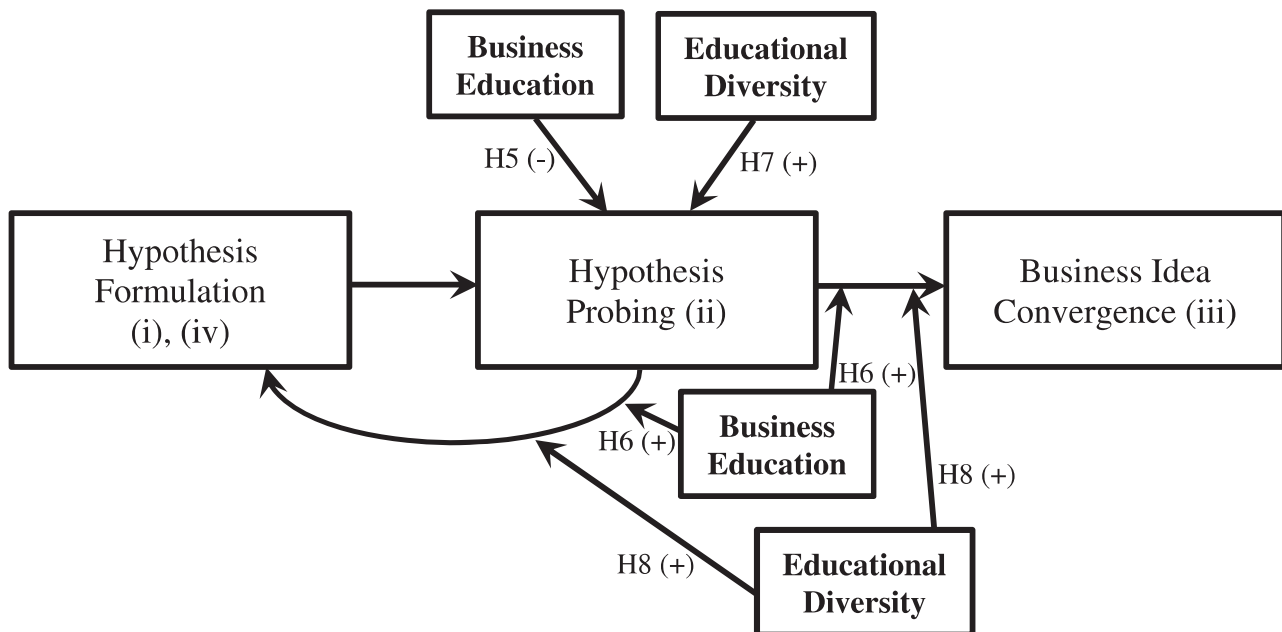 Business
Education
Educational
Diversity
H5 (-)
H7 (+)
Hypothesis
Formulation
(i), (iv)
Hypothesis
Probing (ii)
Business Idea
Convergence (iii)
H6 (+)
H6 (+)
Business
Education
H8 (+)
H8 (+)
Educational
Diversity